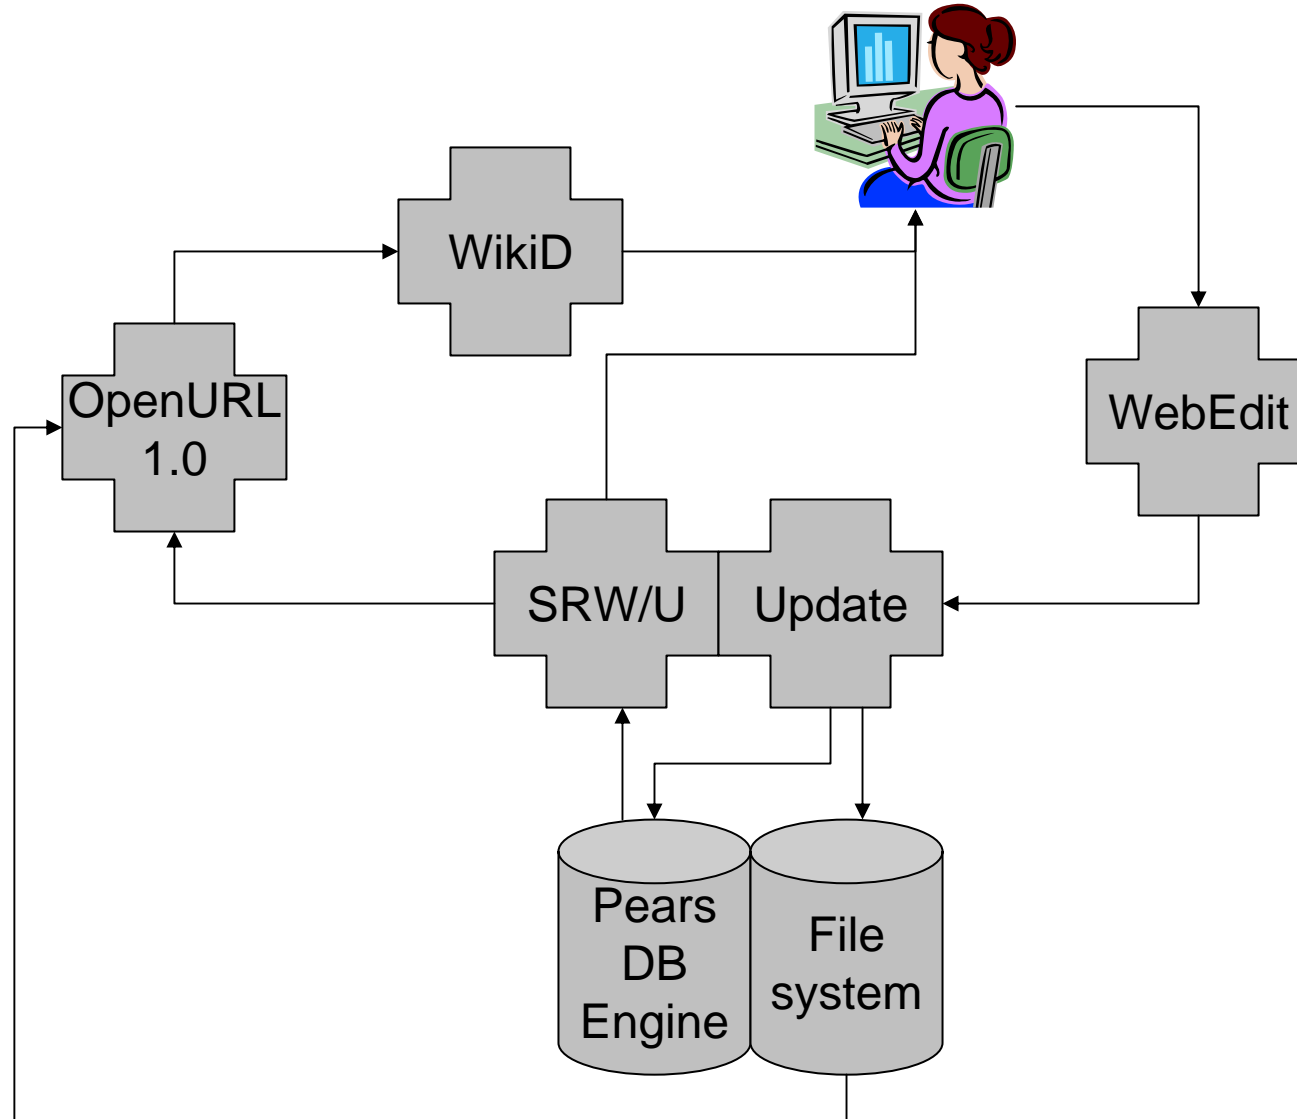 WikiD
OpenURL
1.0
WebEdit
SRW/U
Update
Pears
DB
Engine
File
system